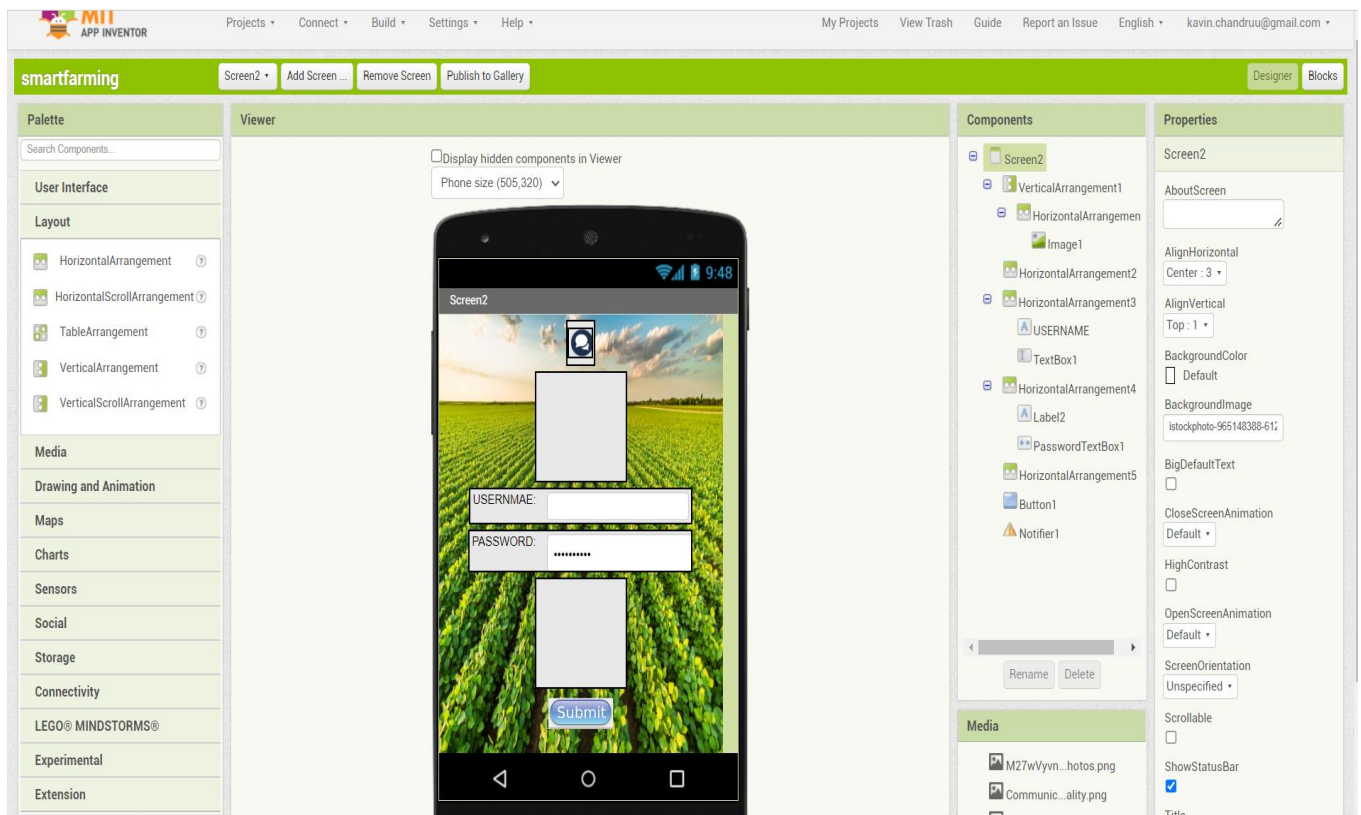 MIT
APP INVENTOR
Projects Connect Build Settings Help My Projects View Trash Guide Report an Issue English kavin.chandruu@gmail.com
smartfarming Screen2 Add Screen ... Remove Screen Publish to Gallery Designer Blocks
Palette
Search Components...
User Interface
Layout
HorizontalArrangement
HorizontalScrollArrangement
TableArrangement
VerticalArrangement
VerticalScrollArrangement
Media
Drawing and Animation
Maps
Charts
Sensors
Social
Storage
Connectivity
LEGO® MINDSTORMS®
Experimental
Extension
Viewer
Display hidden components in Viewer
Phone size (505,320)
9:48
Screen2
USERNMAE:
PASSWORD:
Submit
Components
Screen2
VerticalArrangement1
HorizontalArrangemen
Image1
HorizontalArrangement2
HorizontalArrangement3
USERNAME
TextBox1
HorizontalArrangement4
Label2
PasswordTextBox1
HorizontalArrangement5
Button1
Notifier1
Rename Delete
Media
M27wVyvn...hotos.png
Communic...ality.png
Properties
Screen2
AboutScreen
AlignHorizontal
Center : 3
AlignVertical
Top : 1
BackgroundColor
Default
BackgroundImage
istockphoto-965148388-612
BigDefaultText
CloseScreenAnimation
Default
HighContrast
OpenScreenAnimation
Default
ScreenOrientation
Unspecified
Scrollable
ShowStatusBar
Title